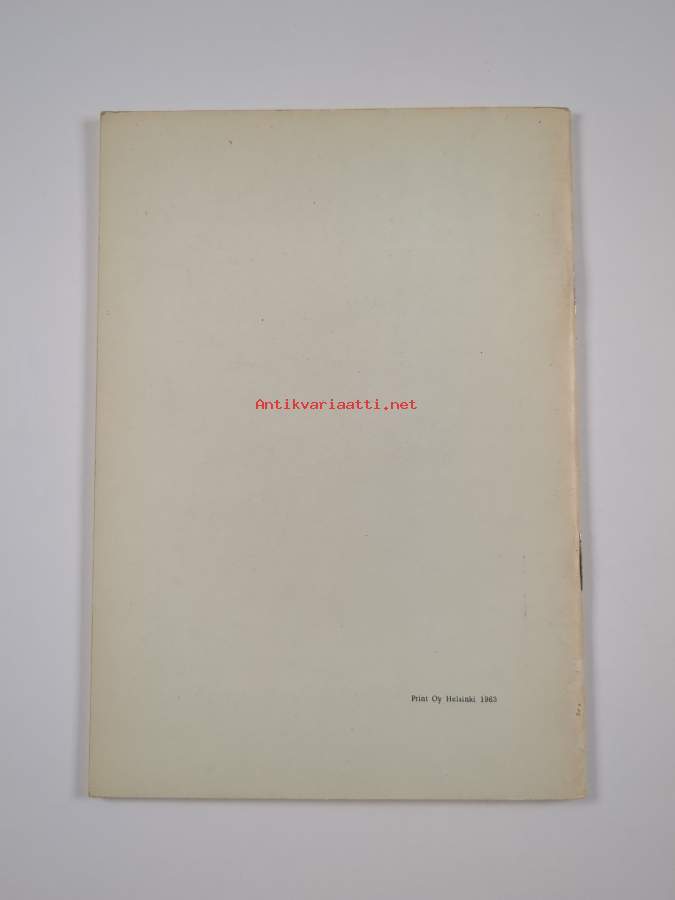 Antikvariaatti.net
Print Oy Helsinki 1963